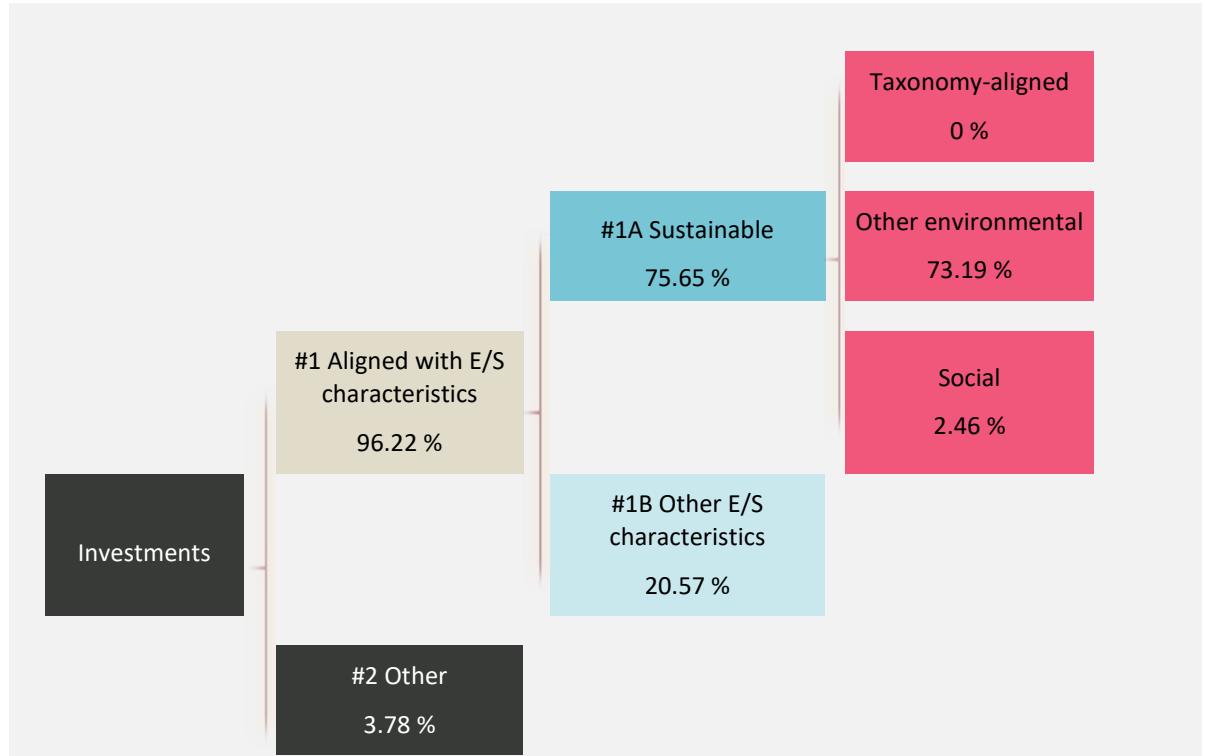 Taxonomy-aligned
0 %
#1A Sustainable
75.65 %
Other environmental
73.19 %
#1 Aligned with E/S
characteristics
96.22 %
Social
2.46 %
Investments
#1B Other E/S
characteristics
20.57 %
#2 Other
3.78 %